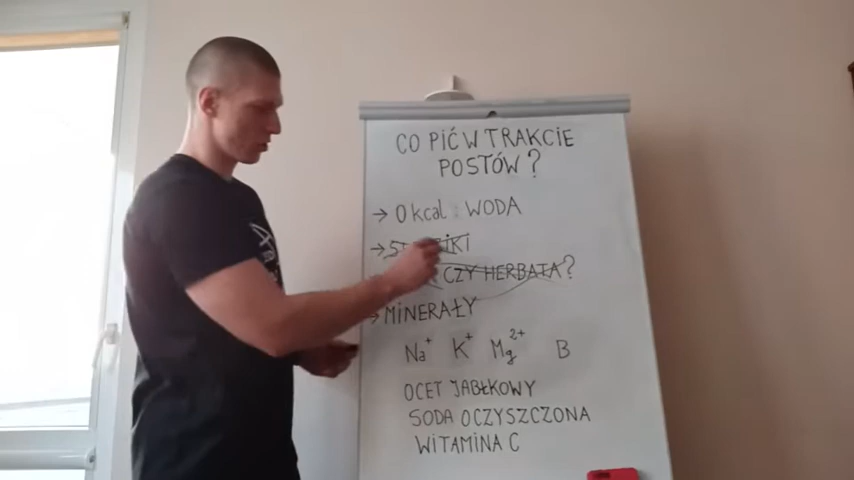 CO PIĆ W TRAKCIE
POSTÓW?
→ 0 kcal : WODA
→
CZY HERBATA?
→ MINERAŁY
Na⁺ K⁺ Mg²⁺ B
OCET JABŁKOWY
SODA OCZYSZCZONA
WITAMINA C